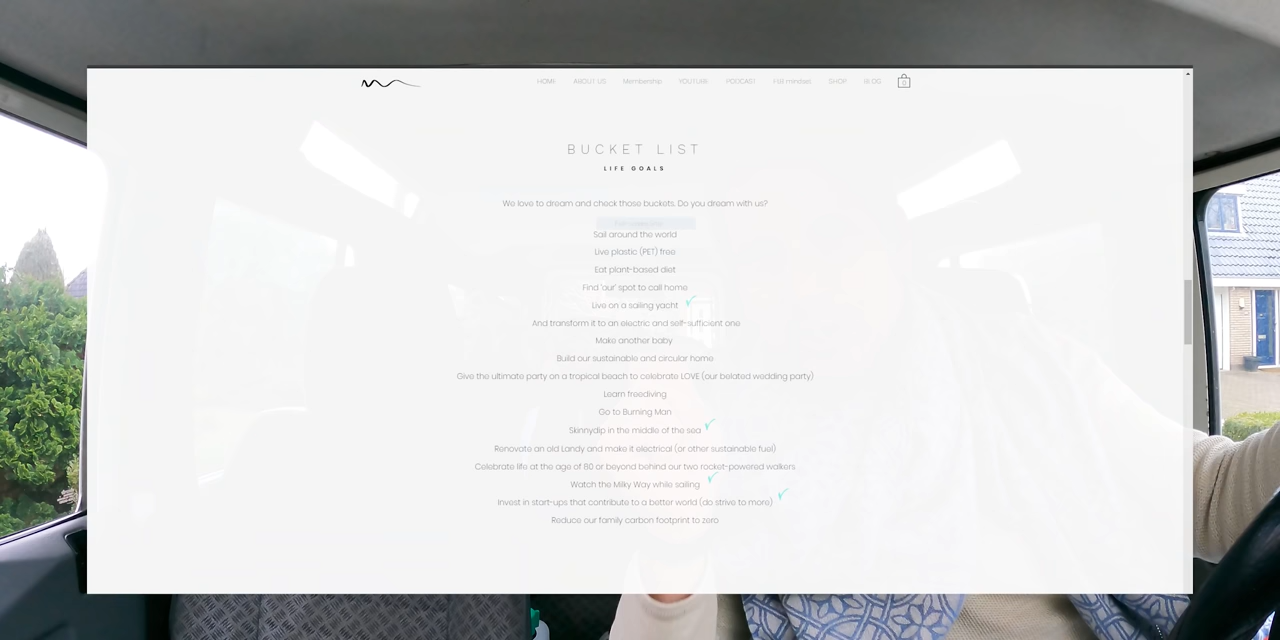 HOME ABOUT US Membership YOUTUBE PODCAST Full mindset SHOP BLOG 0
BUCKET LIST
LIFE GOALS
We love to dream and check those buckets. Do you dream with us?
Sail around the world
Live plastic (PET) free
Eat plant-based diet
Find 'our' spot to call home
Live on a sailing yacht
And transform it to an electric and self-sufficient one
Make another baby
Build our sustainable and circular home
Give the ultimate party on a tropical beach to celebrate LOVE (our belated wedding party)
Learn freediving
Go to Burning Man
Skinnydip in the middle of the sea
Renovate an old Landy and make it electrical (or other sustainable fuel)
Celebrate life at the age of 80 or beyond behind our two rocket-powered walkers
Watch the Milky Way while sailing
Invest in start-ups that contribute to a better world (do strive to more)
Reduce our family carbon footprint to zero